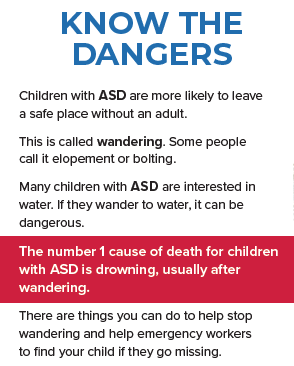 KNOW THE
DANGERS
Children with ASD are more likely to leave
a safe place without an adult.
This is called wandering. Some people
call it elopement or bolting.
Many children with ASD are interested in
water. If they wander to water, it can be
dangerous.
The number 1 cause of death for children
with ASD is drowning, usually after
wandering.
There are things you can do to help stop
wandering and help emergency workers
to find your child if they go missing.